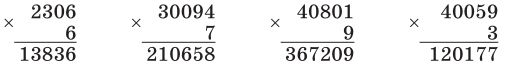 × 2306 × 30094 × 40801 × 40059
6 7 9 3
13836 210658 367209 120177